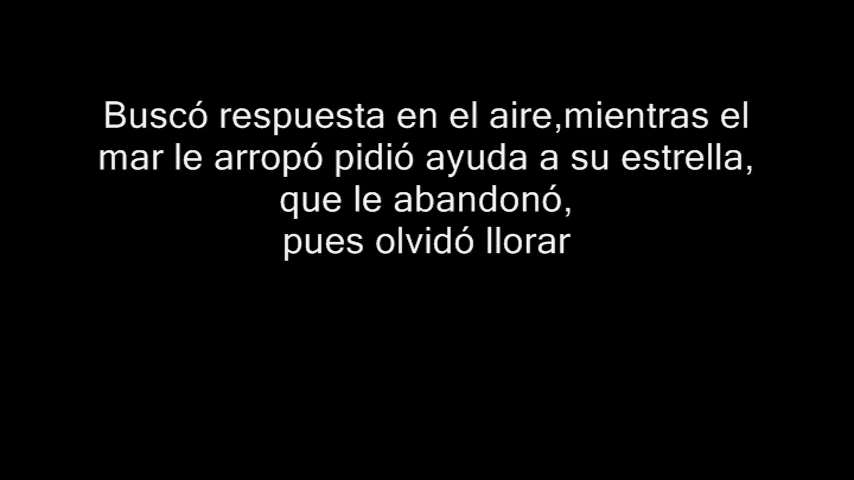 Buscó respuesta en el aire,mientras el
mar le arropó pidió ayuda a su estrella,
que le abandonó,
pues olvidó llorar